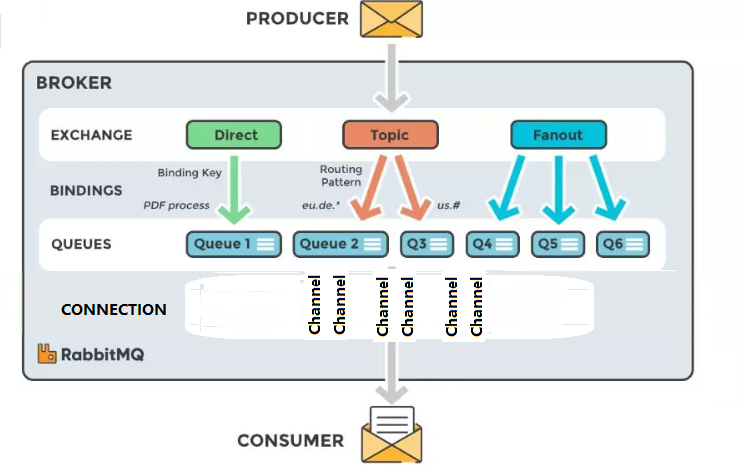 PRODUCER
BROKER
EXCHANGE
Direct
Topic
Fanout
BINDINGS
Binding Key
PDF process
Routing
Pattern
eu.de.*
us.#
QUEUES
Queue 1
Queue 2
Q3
Q4
Q5
Q6
CONNECTION
Channel
Channel
Channel
Channel
Channel
Channel
RabbitMQ
CONSUMER